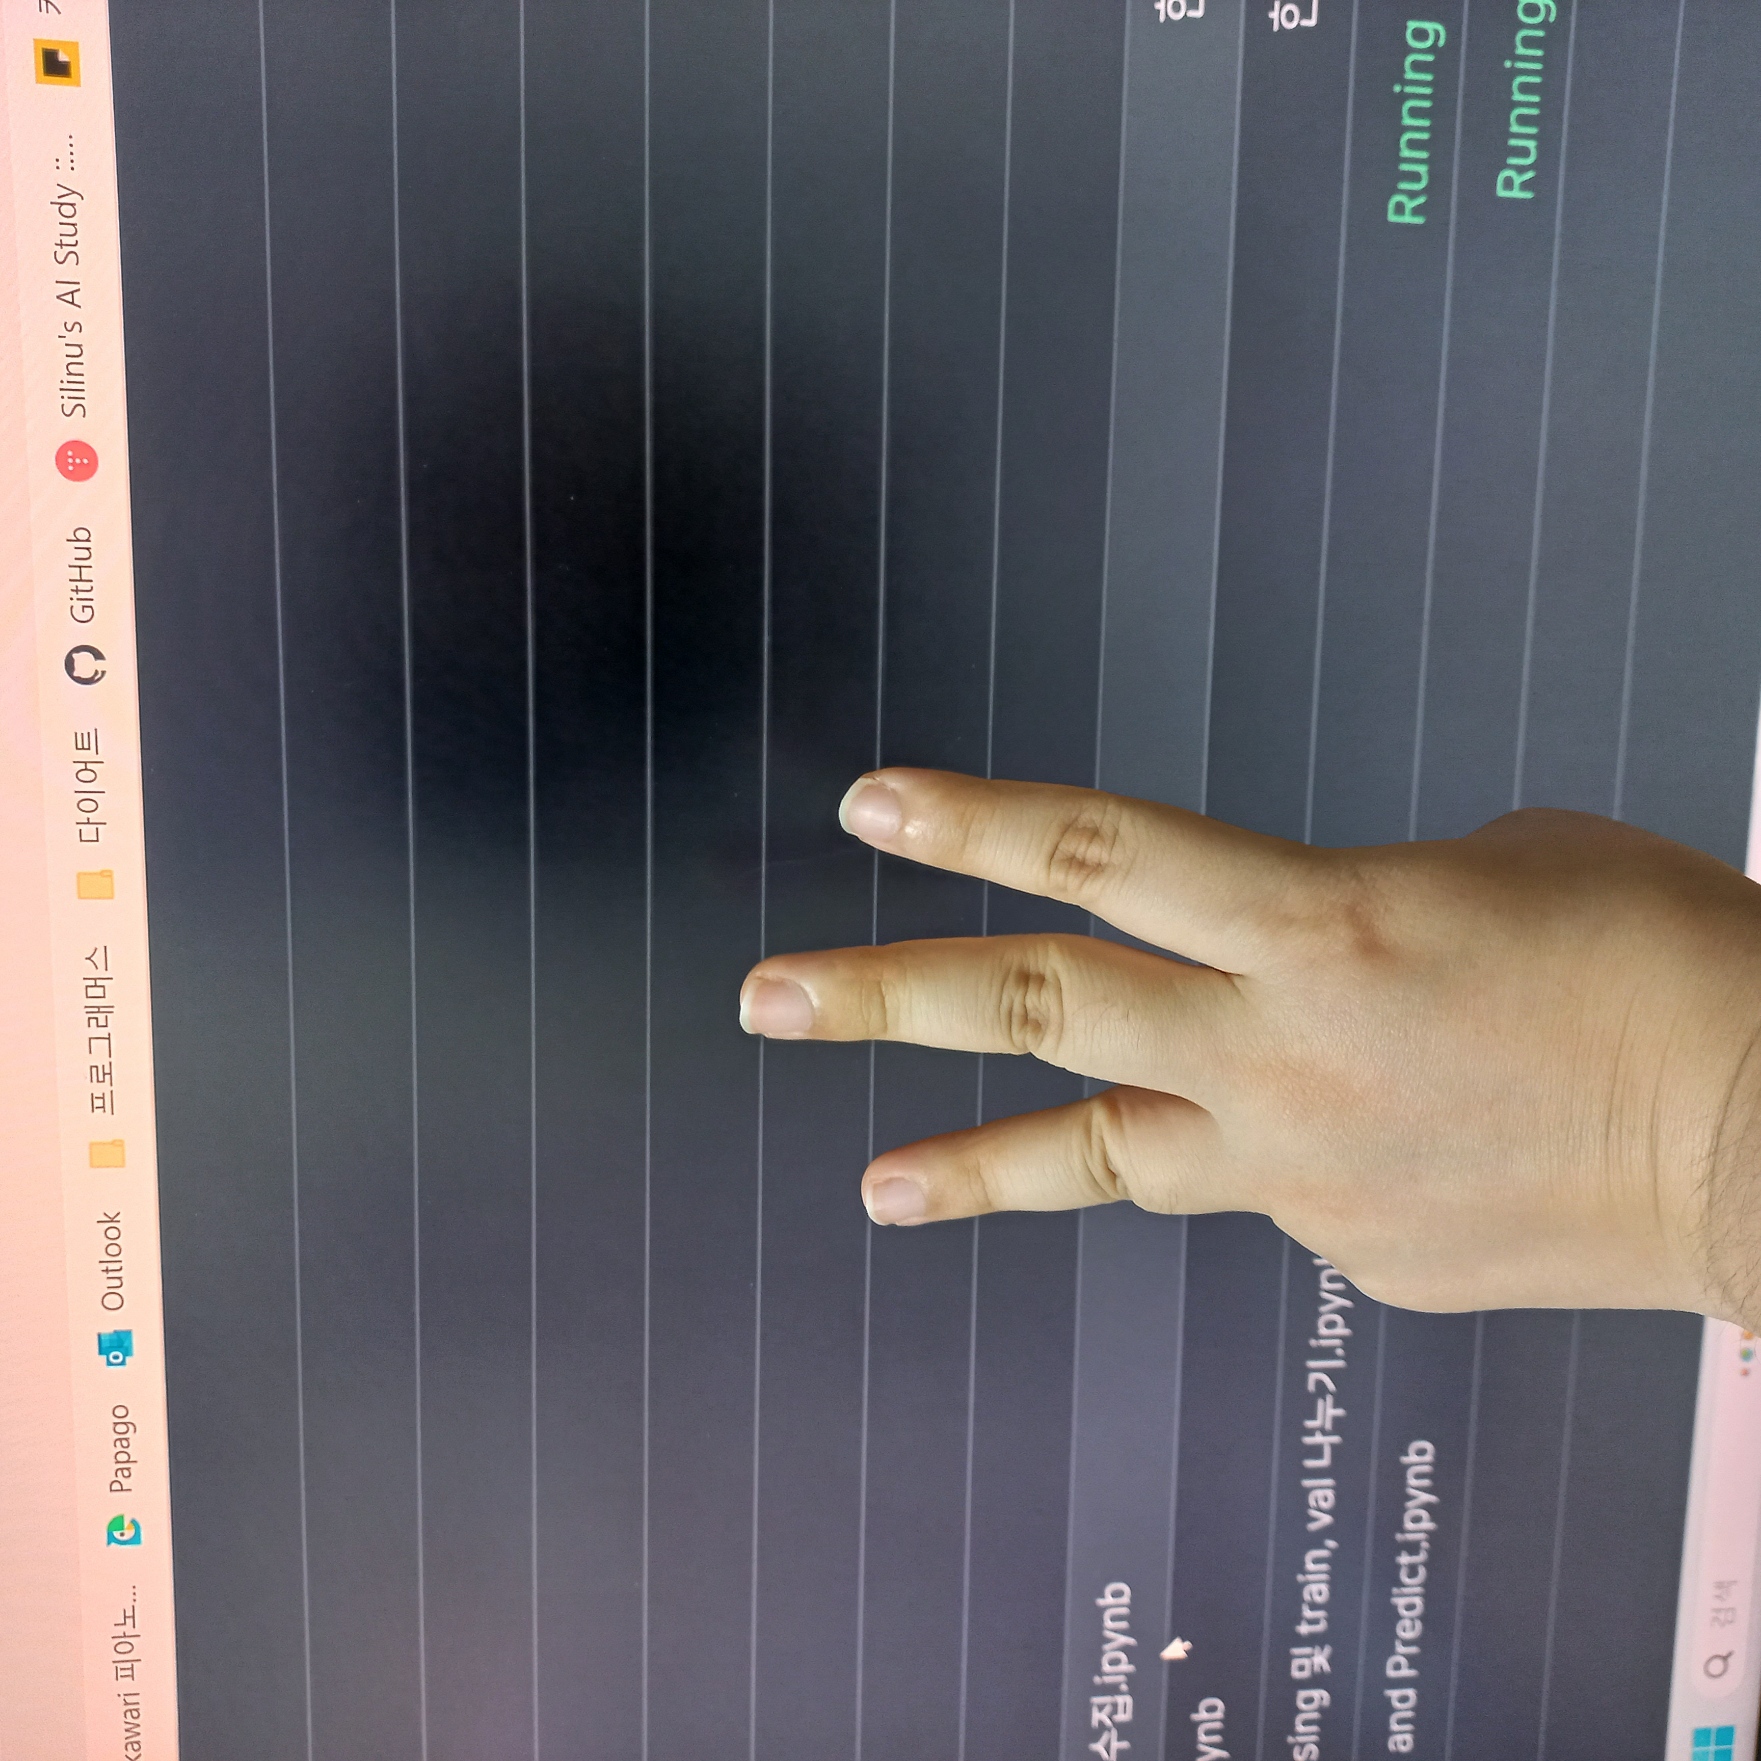 kawari 피아노... Papago Outlook 프로그래머스 다이어트 GitHub Silinu's AI Study ::...
수집.ipynb
ynb
sing 및 train, val 나누기.ipyn
and Predict.ipynb
Running
Running
검색